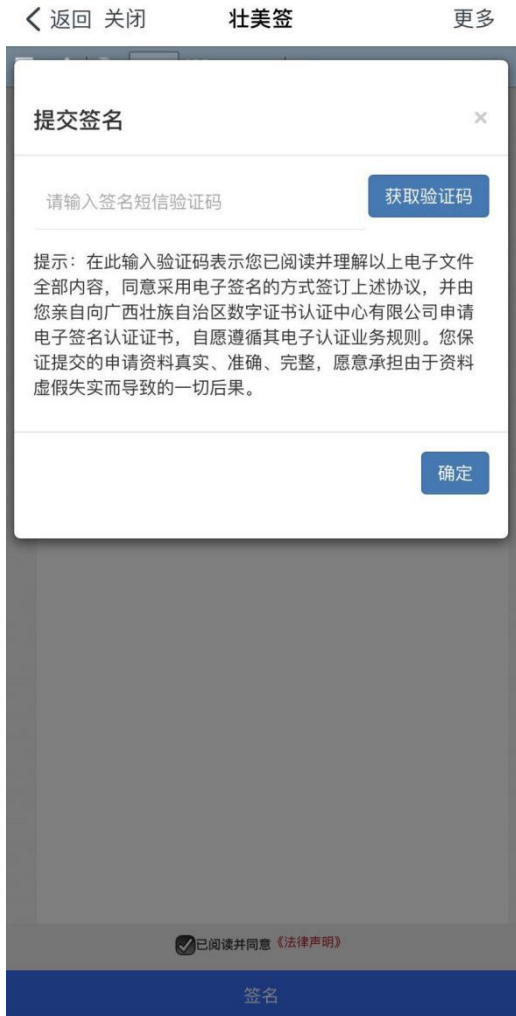 返回 关闭 壮美签 更多
提交签名 ×
请输入签名短信验证码 获取验证码
提示：在此输入验证码表示您已阅读并理解以上电子文件
全部内容，同意采用电子签名的方式签订上述协议，并由
您亲自向广西壮族自治区数字证书认证中心有限公司申请
电子签名认证证书，自愿遵循其电子认证业务规则。您保
证提交的申请资料真实、准确、完整，愿意承担由于资料
虚假失实而导致的一切后果。
确定
已阅读并同意《法律声明》
签名